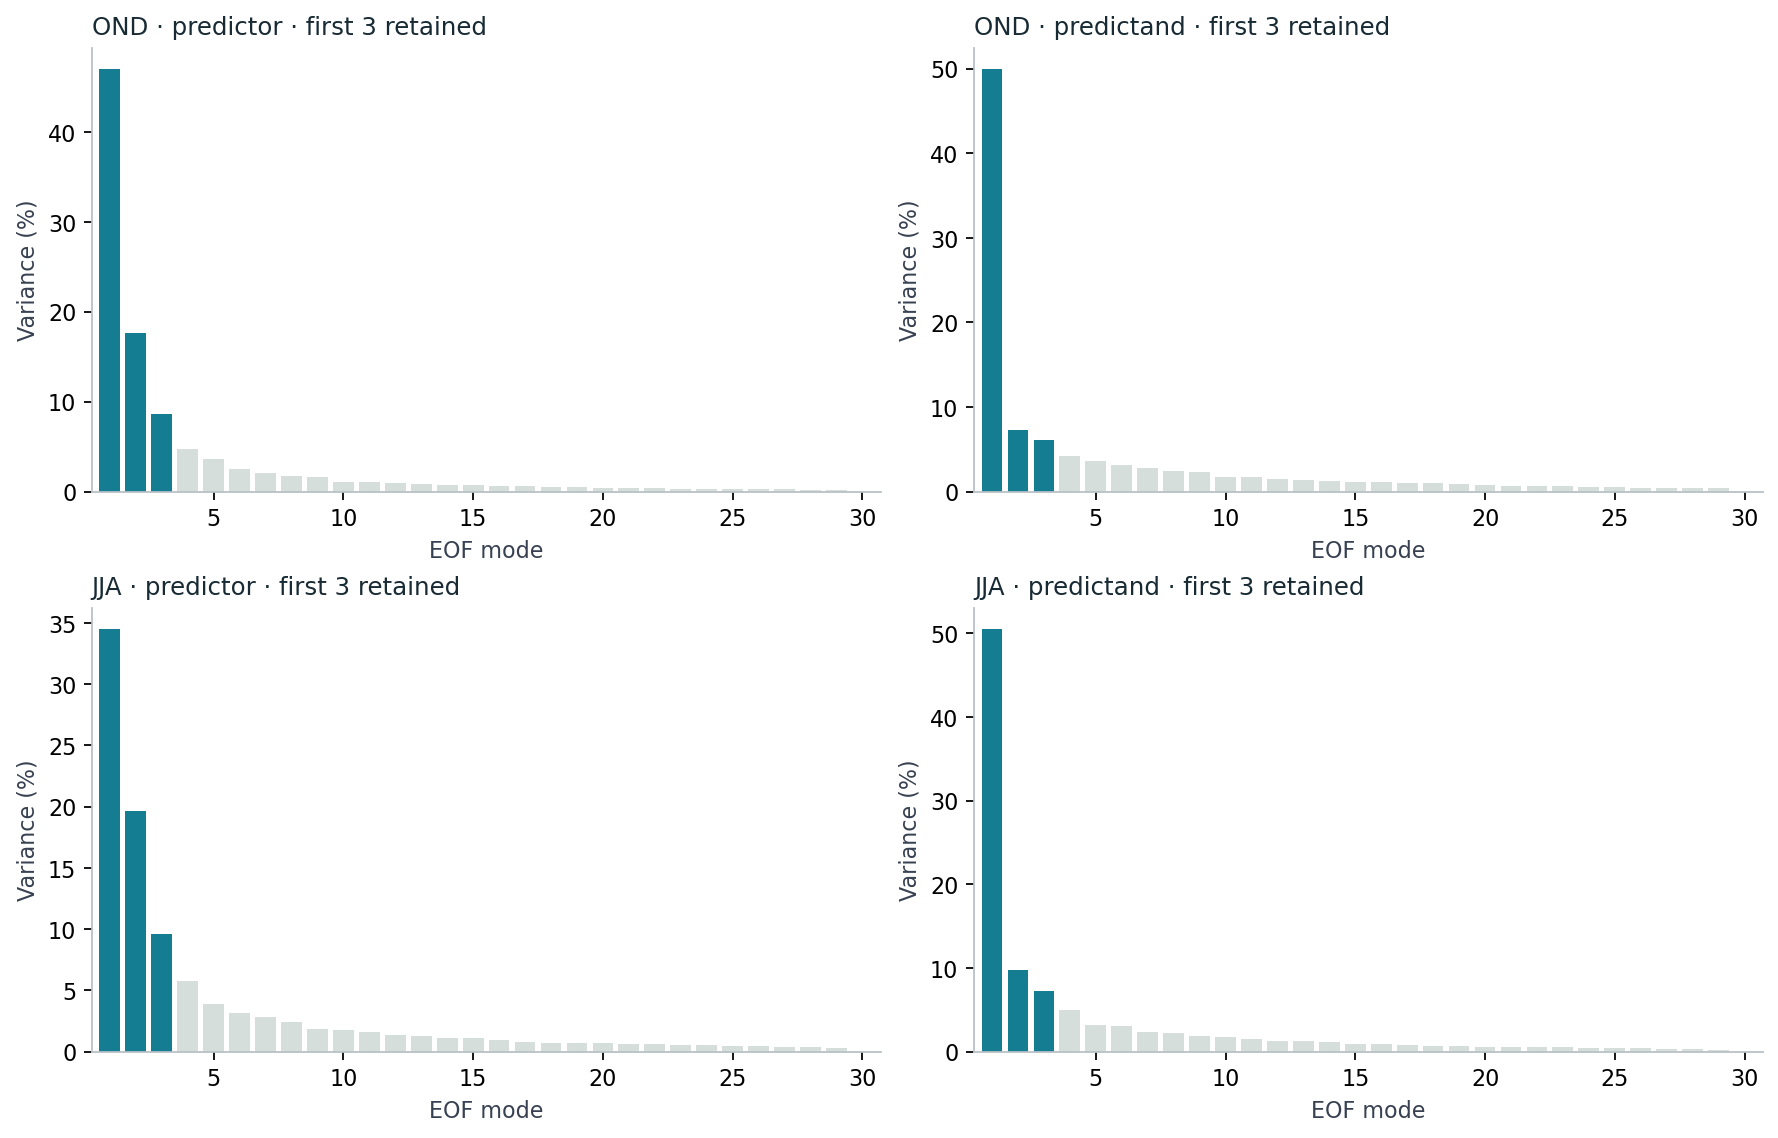 OND · predictor · first 3 retained
Variance (%)
40
30
20
10
0
5 10 15 20 25 30
EOF mode
OND · predictand · first 3 retained
Variance (%)
50
40
30
20
10
0
5 10 15 20 25 30
EOF mode
JJA · predictor · first 3 retained
Variance (%)
35
30
25
20
15
10
5
0
5 10 15 20 25 30
EOF mode
JJA · predictand · first 3 retained
Variance (%)
50
40
30
20
10
0
5 10 15 20 25 30
EOF mode